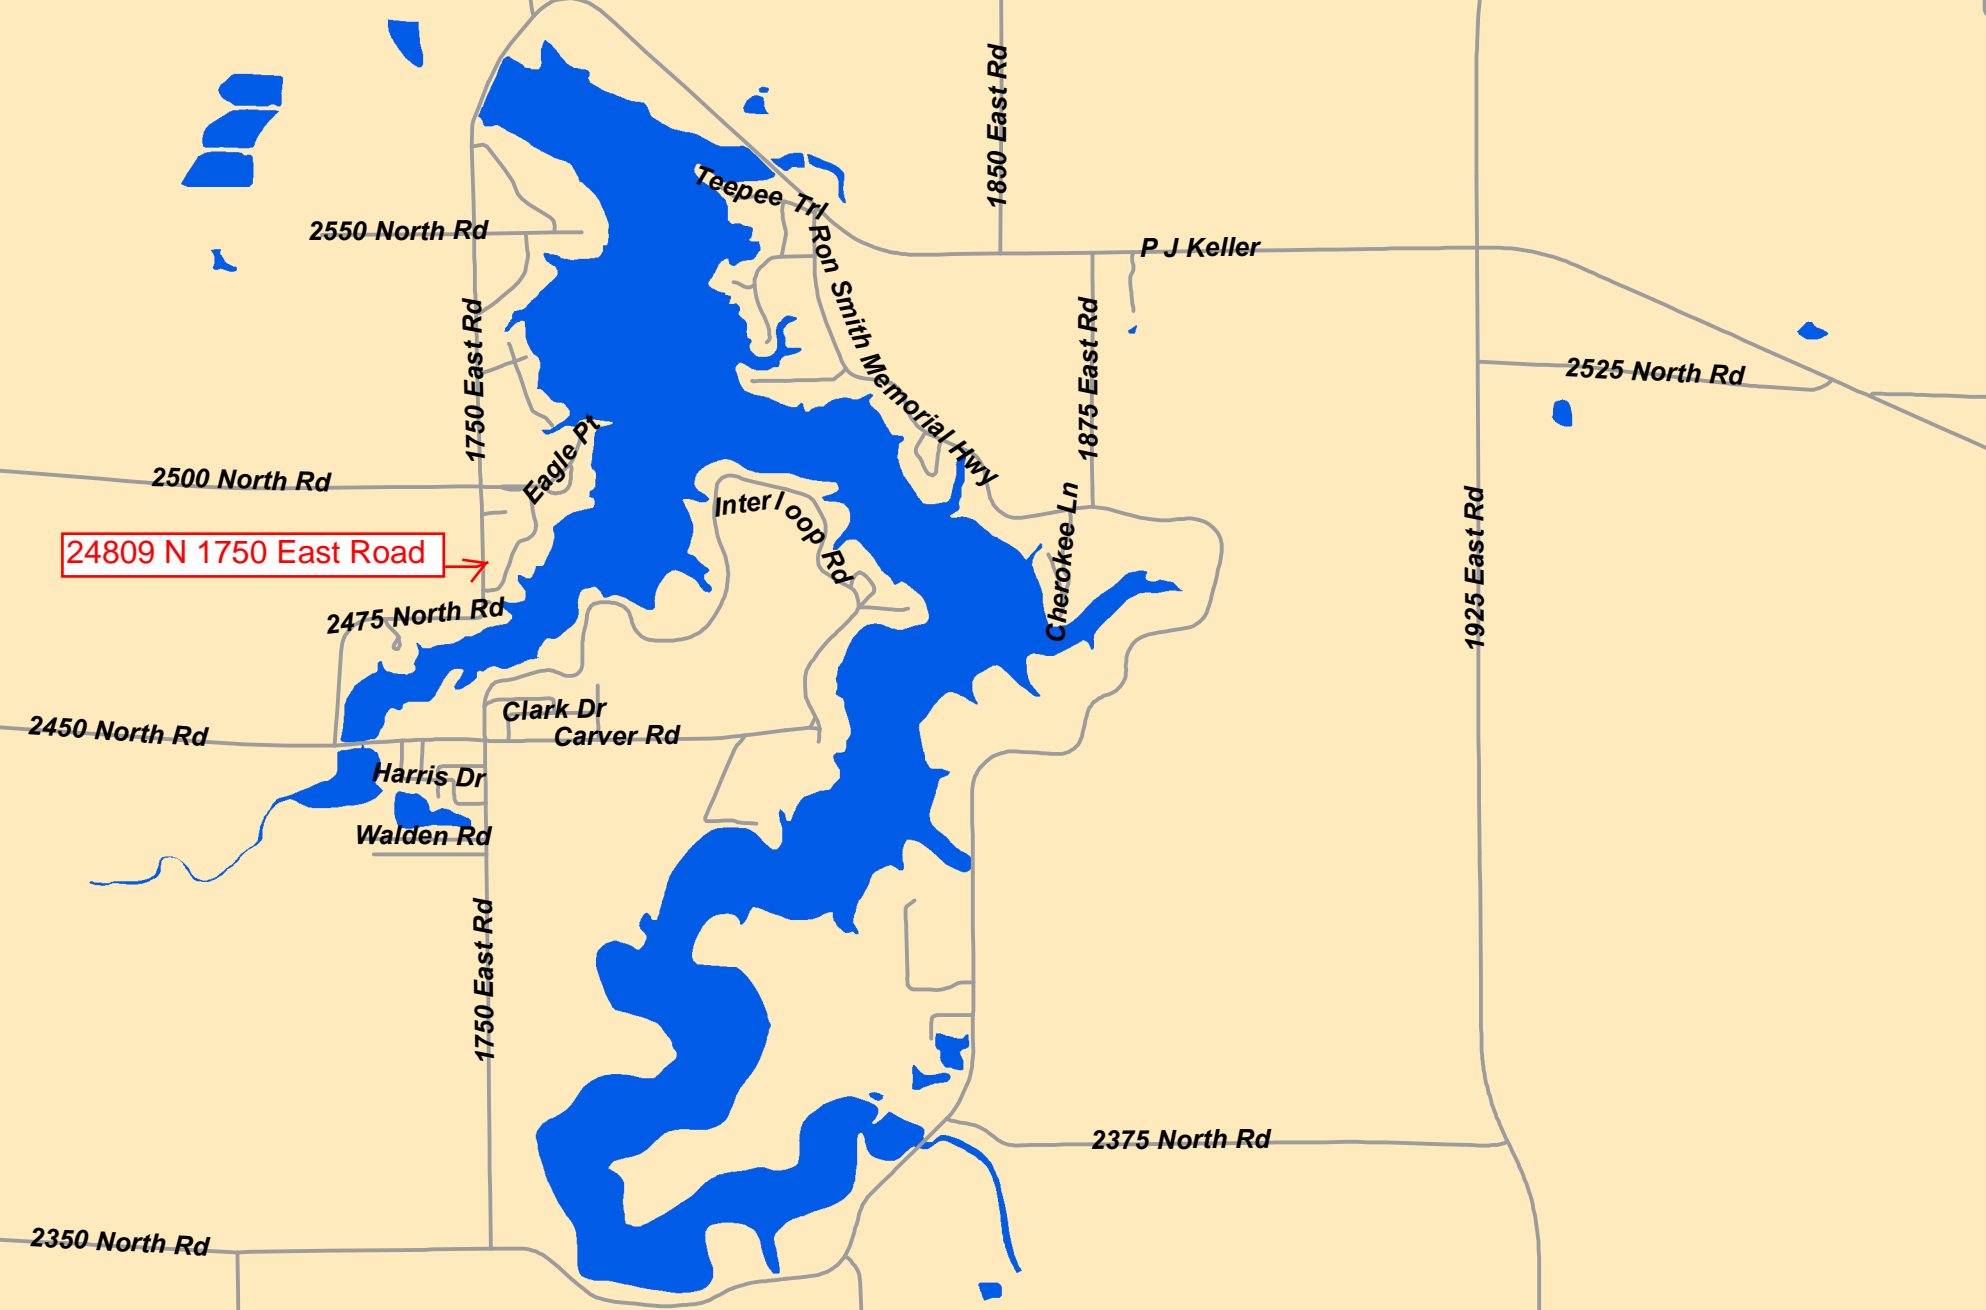 1850 East Rd
Teepee Trl
2550 North Rd
Ron Smith Memorial Hwy
P J Keller
1750 East Rd
1875 East Rd
2525 North Rd
Eagle Pt
2500 North Rd
Interloop Rd
Cherokee Ln
1925 East Rd
24809 N 1750 East Road
2475 North Rd
Clark Dr
2450 North Rd
Carver Rd
Harris Dr
Walden Rd
1750 East Rd
2375 North Rd
2350 North Rd